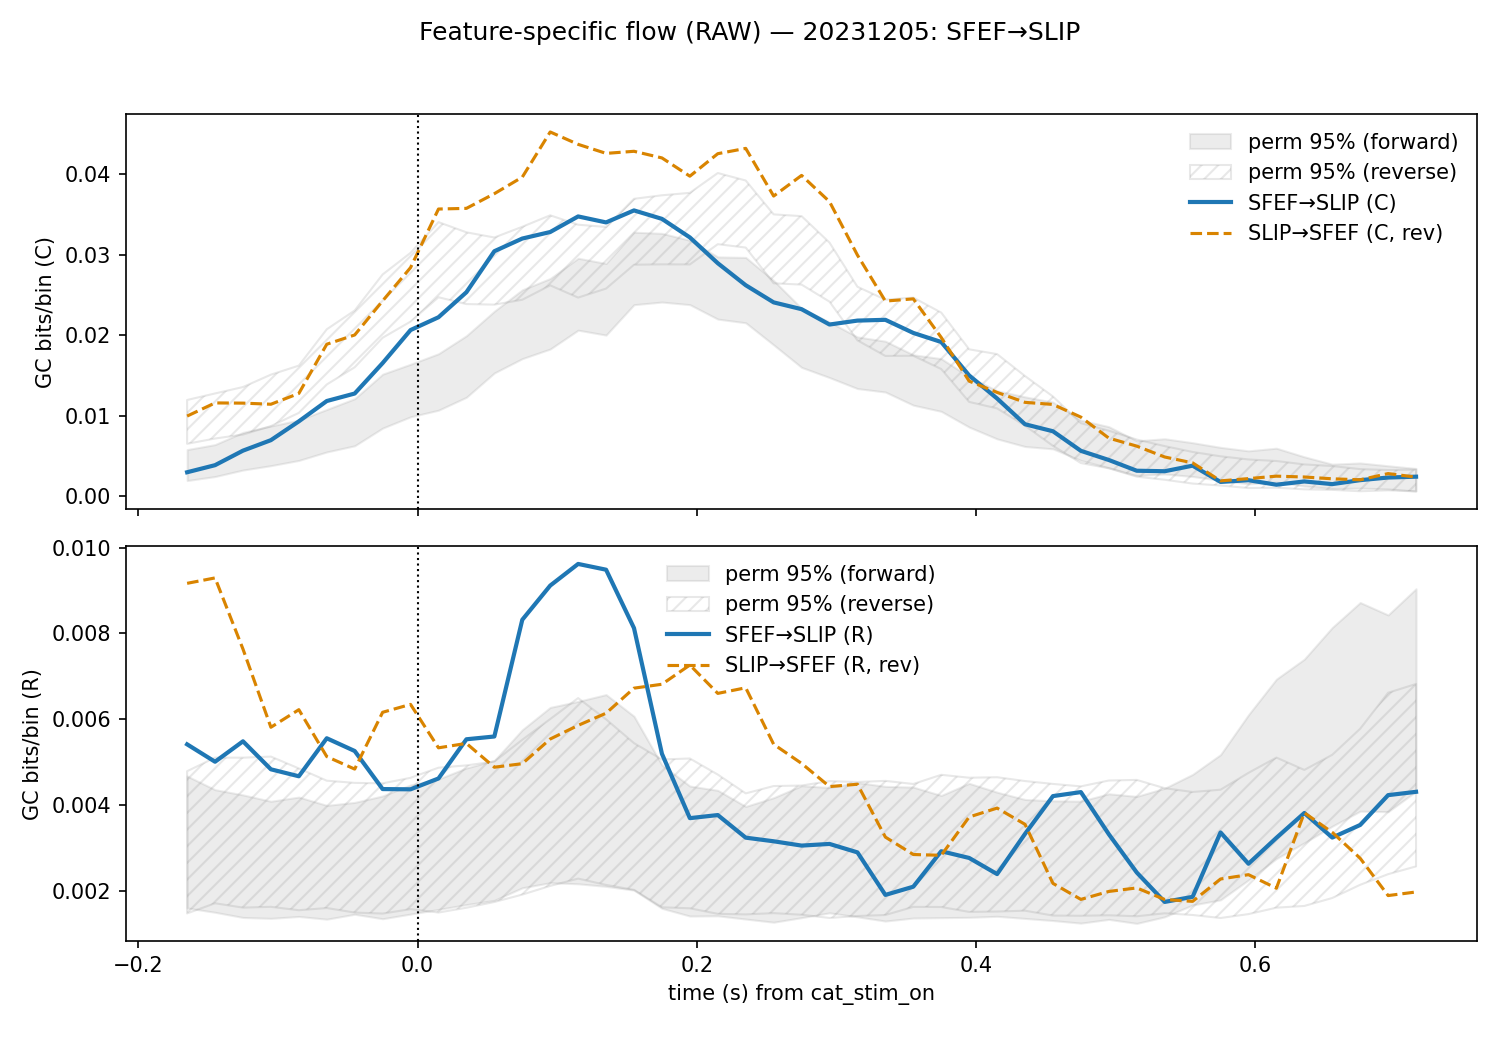 Feature-specific flow (RAW) — 20231205: SFEF→SLIP
GC bits/bin (C)
0.04
0.03
0.02
0.01
0.00
perm 95% (forward)
perm 95% (reverse)
SFEF→SLIP (C)
SLIP→SFEF (C, rev)
GC bits/bin (R)
0.010
0.008
0.006
0.004
0.002
perm 95% (forward)
perm 95% (reverse)
SFEF→SLIP (R)
SLIP→SFEF (R, rev)
−0.2 0.0 0.2 0.4 0.6
time (s) from cat_stim_on